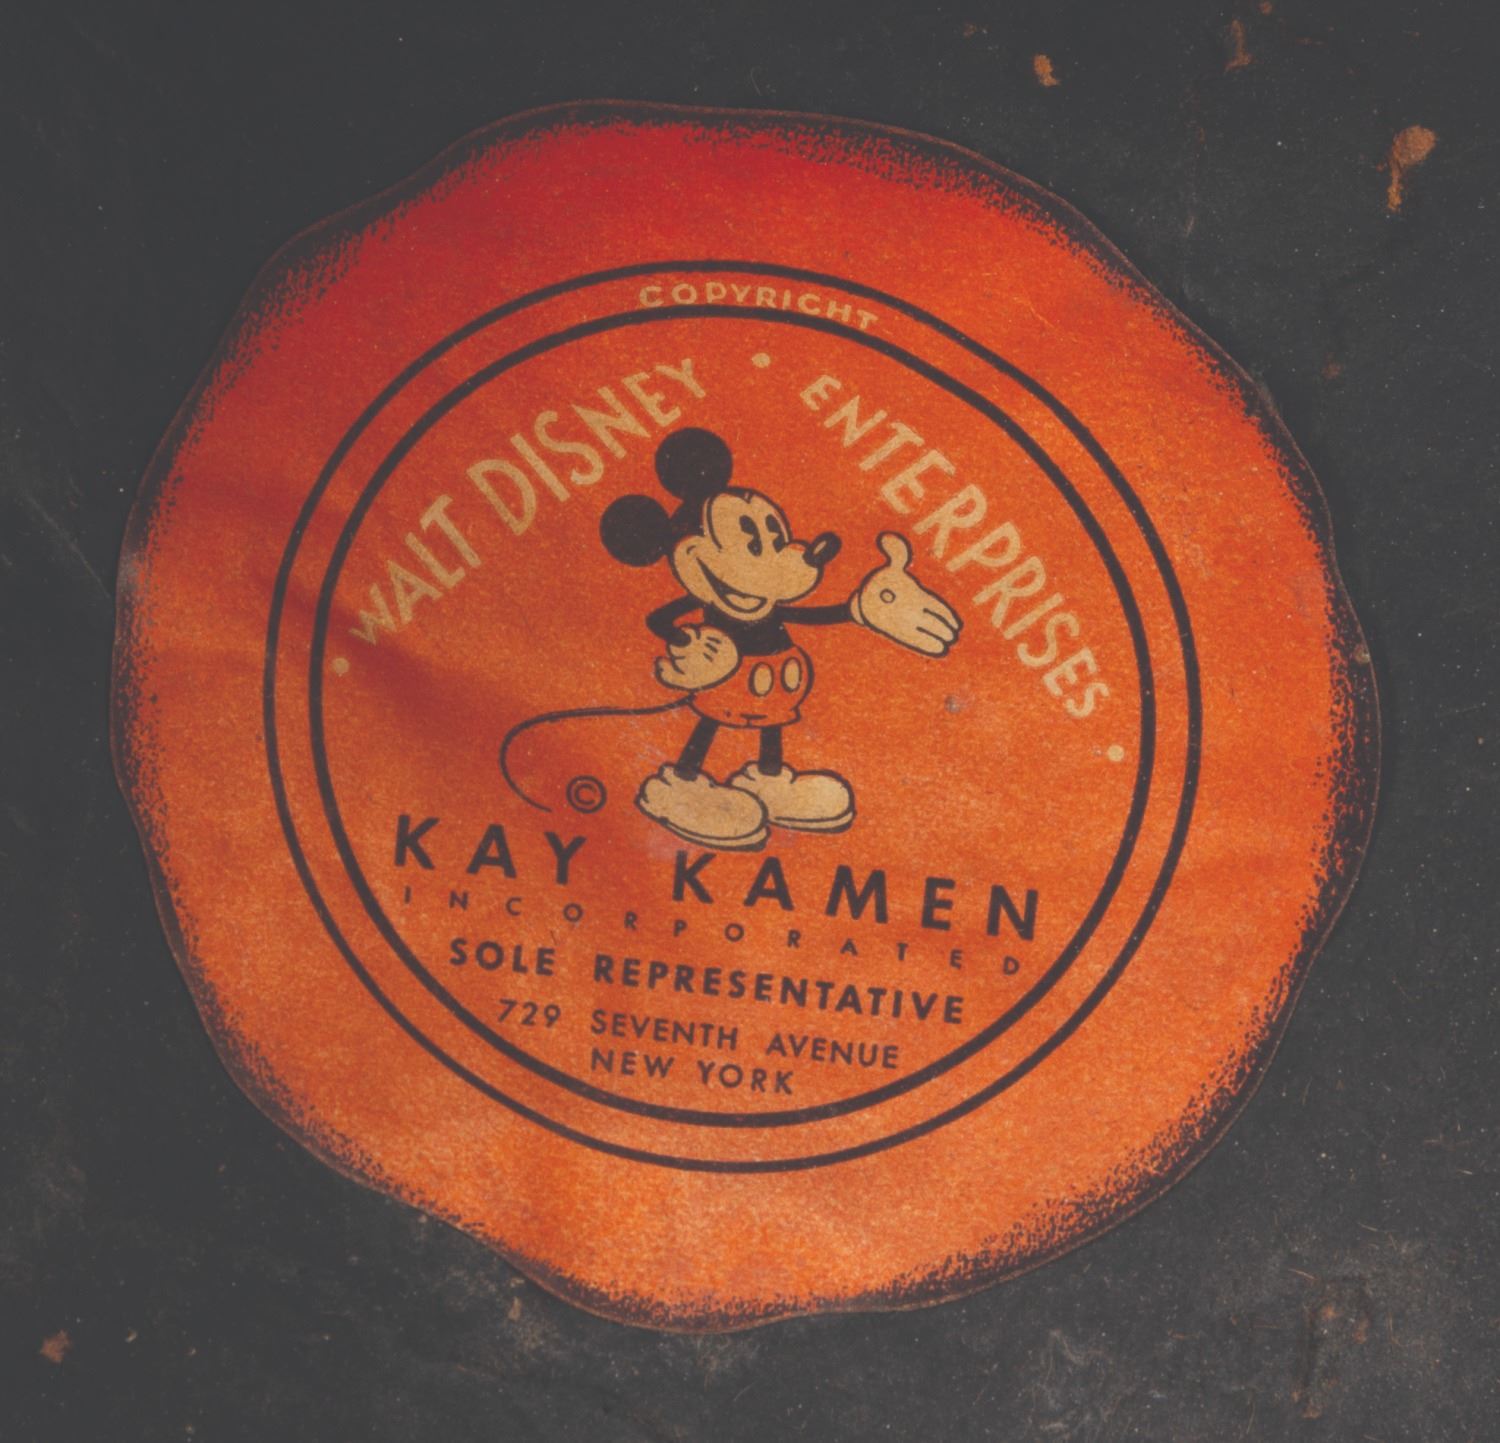 COPYRIGHT
• WALT DISNEY • ENTERPRISES •
©
KAY KAMEN
INCORPORATED
SOLE REPRESENTATIVE
729 SEVENTH AVENUE
NEW YORK